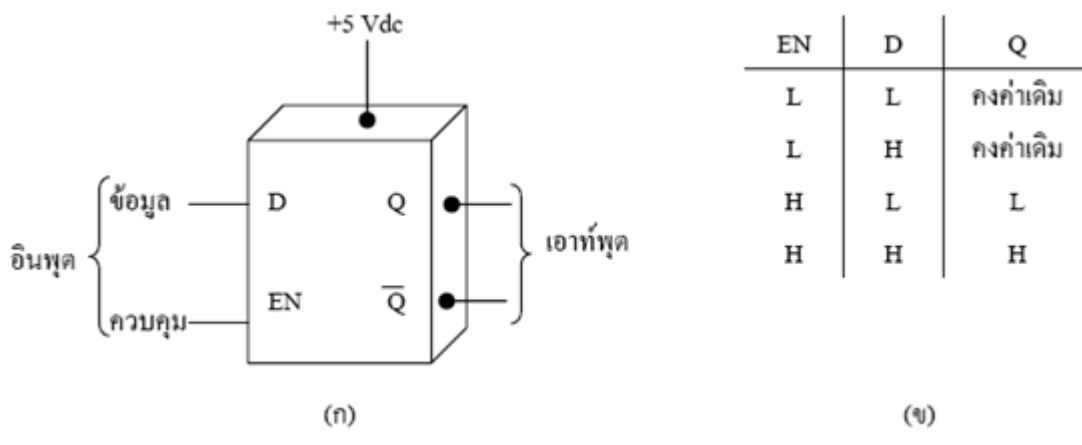 +5 Vdc
ข้อมูล
D
Q
อินพุต
เอาท์พุต
EN
Q̅
ควบคุม
(ก)
EN D Q
L L คงค่าเดิม
L H คงค่าเดิม
H L L
H H H
(ข)